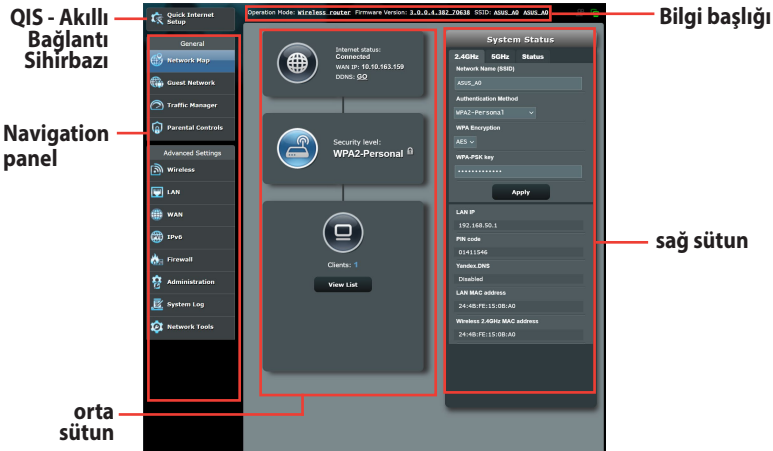 QIS - Akıllı
Bağlantı
Sihirbazı
Navigation
panel
orta
sütun
Bilgi başlığı
sağ sütun
Quick Internet
Setup
Operation Mode: Wireless router Firmware Version: 3.0.0.4.382_70638 SSID: ASUS_A0 ASUS_A0
General
Network Map
Guest Network
Traffic Manager
Parental Controls
Advanced Settings
Wireless
LAN
WAN
IPv6
Firewall
Administration
System Log
Network Tools
Internet status:
Connected
WAN IP: 10.10.163.159
DDNS: GO
Security level:
WPA2-Personal
Clients: 1
View List
System Status
2.4GHz 5GHz Status
Network Name (SSID)
ASUS_A0
Authentication Method
WPA2-Personal
WPA Encryption
AES
WPA-PSK key
•••••••••••••
Apply
LAN IP
192.168.50.1
PIN code
01411546
Yandex.DNS
Disabled
LAN MAC address
24:4B:FE:15:0B:A0
Wireless 2.4GHz MAC address
24:4B:FE:15:0B:A0